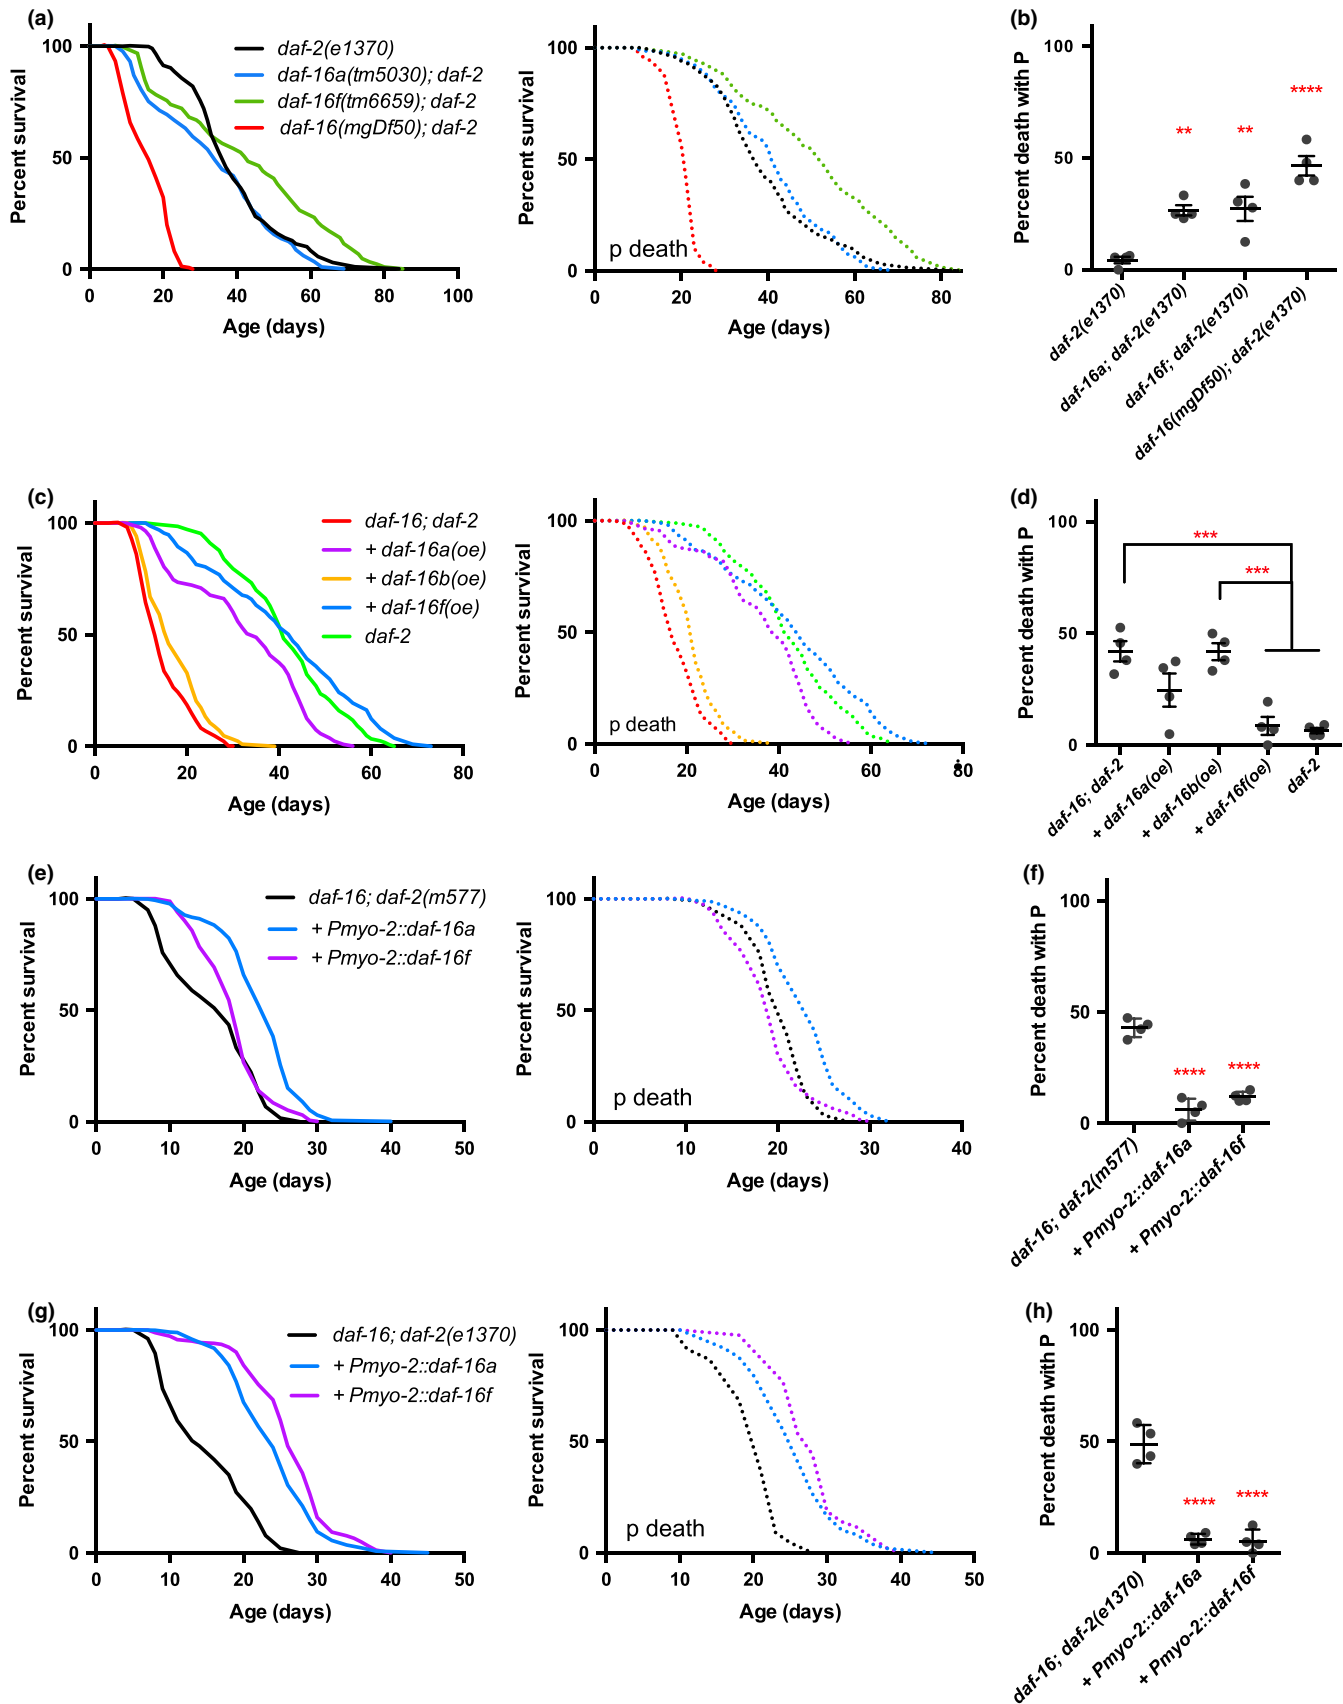 (a)
Percent survival
100
50
0
0 20 40 60 80 100
Age (days)
daf-2(e1370)
daf-16a(tm5030); daf-2
daf-16f(tm6659); daf-2
daf-16(mgDf50); daf-2
Percent survival
100
50
0
p death
0 20 40 60 80
Age (days)
(b)
Percent death with P
100
50
0
**
**
****
daf-2(e1370)
daf-16a; daf-2(e1370)
daf-16f; daf-2(e1370)
daf-16(mgDf50); daf-2(e1370)
(c)
Percent survival
100
50
0
0 20 40 60 80
Age (days)
daf-16; daf-2
+ daf-16a(oe)
+ daf-16b(oe)
+ daf-16f(oe)
daf-2
Percent survival
100
50
0
p death
0 20 40 60 80
Age (days)
(d)
Percent death with P
100
50
0
***
***
daf-16; daf-2
+ daf-16a(oe)
+ daf-16b(oe)
+ daf-16f(oe)
daf-2
(e)
Percent survival
100
50
0
0 10 20 30 40 50
Age (days)
daf-16; daf-2(m577)
+ Pmyo-2::daf-16a
+ Pmyo-2::daf-16f
Percent survival
100
50
0
p death
0 10 20 30 40
Age (days)
(f)
Percent death with P
100
50
0
****
****
daf-16; daf-2(m577)
+ Pmyo-2::daf-16a
+ Pmyo-2::daf-16f
(g)
Percent survival
100
50
0
0 10 20 30 40 50
Age (days)
daf-16; daf-2(e1370)
+ Pmyo-2::daf-16a
+ Pmyo-2::daf-16f
Percent survival
100
50
0
p death
0 10 20 30 40 50
Age (days)
(h)
Percent death with P
100
50
0
****
****
daf-16; daf-2(e1370)
+ Pmyo-2::daf-16a
+ Pmyo-2::daf-16f